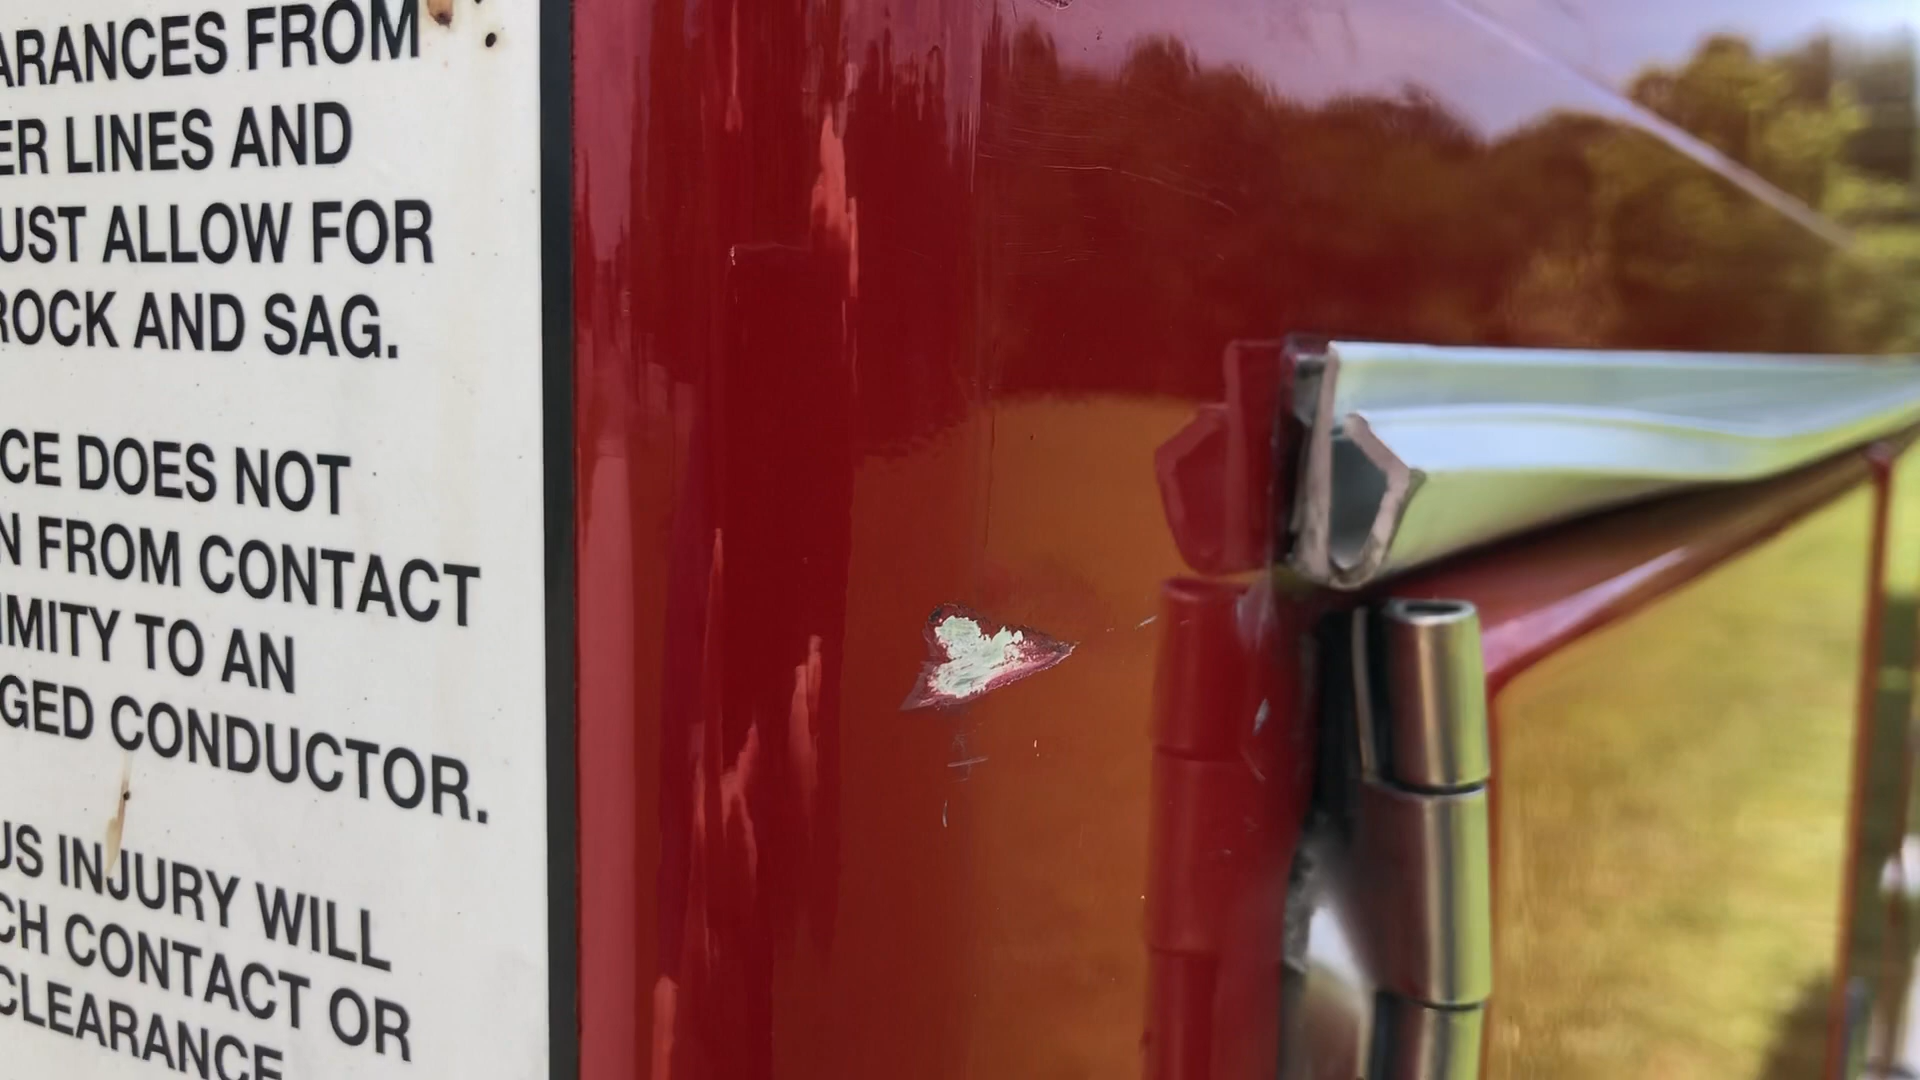 ARANCES FROM
ER LINES AND
UST ALLOW FOR
ROCK AND SAG.
CE DOES NOT
N FROM CONTACT
IMITY TO AN
GED CONDUCTOR.
US INJURY WILL
CH CONTACT OR
CLEARANCE